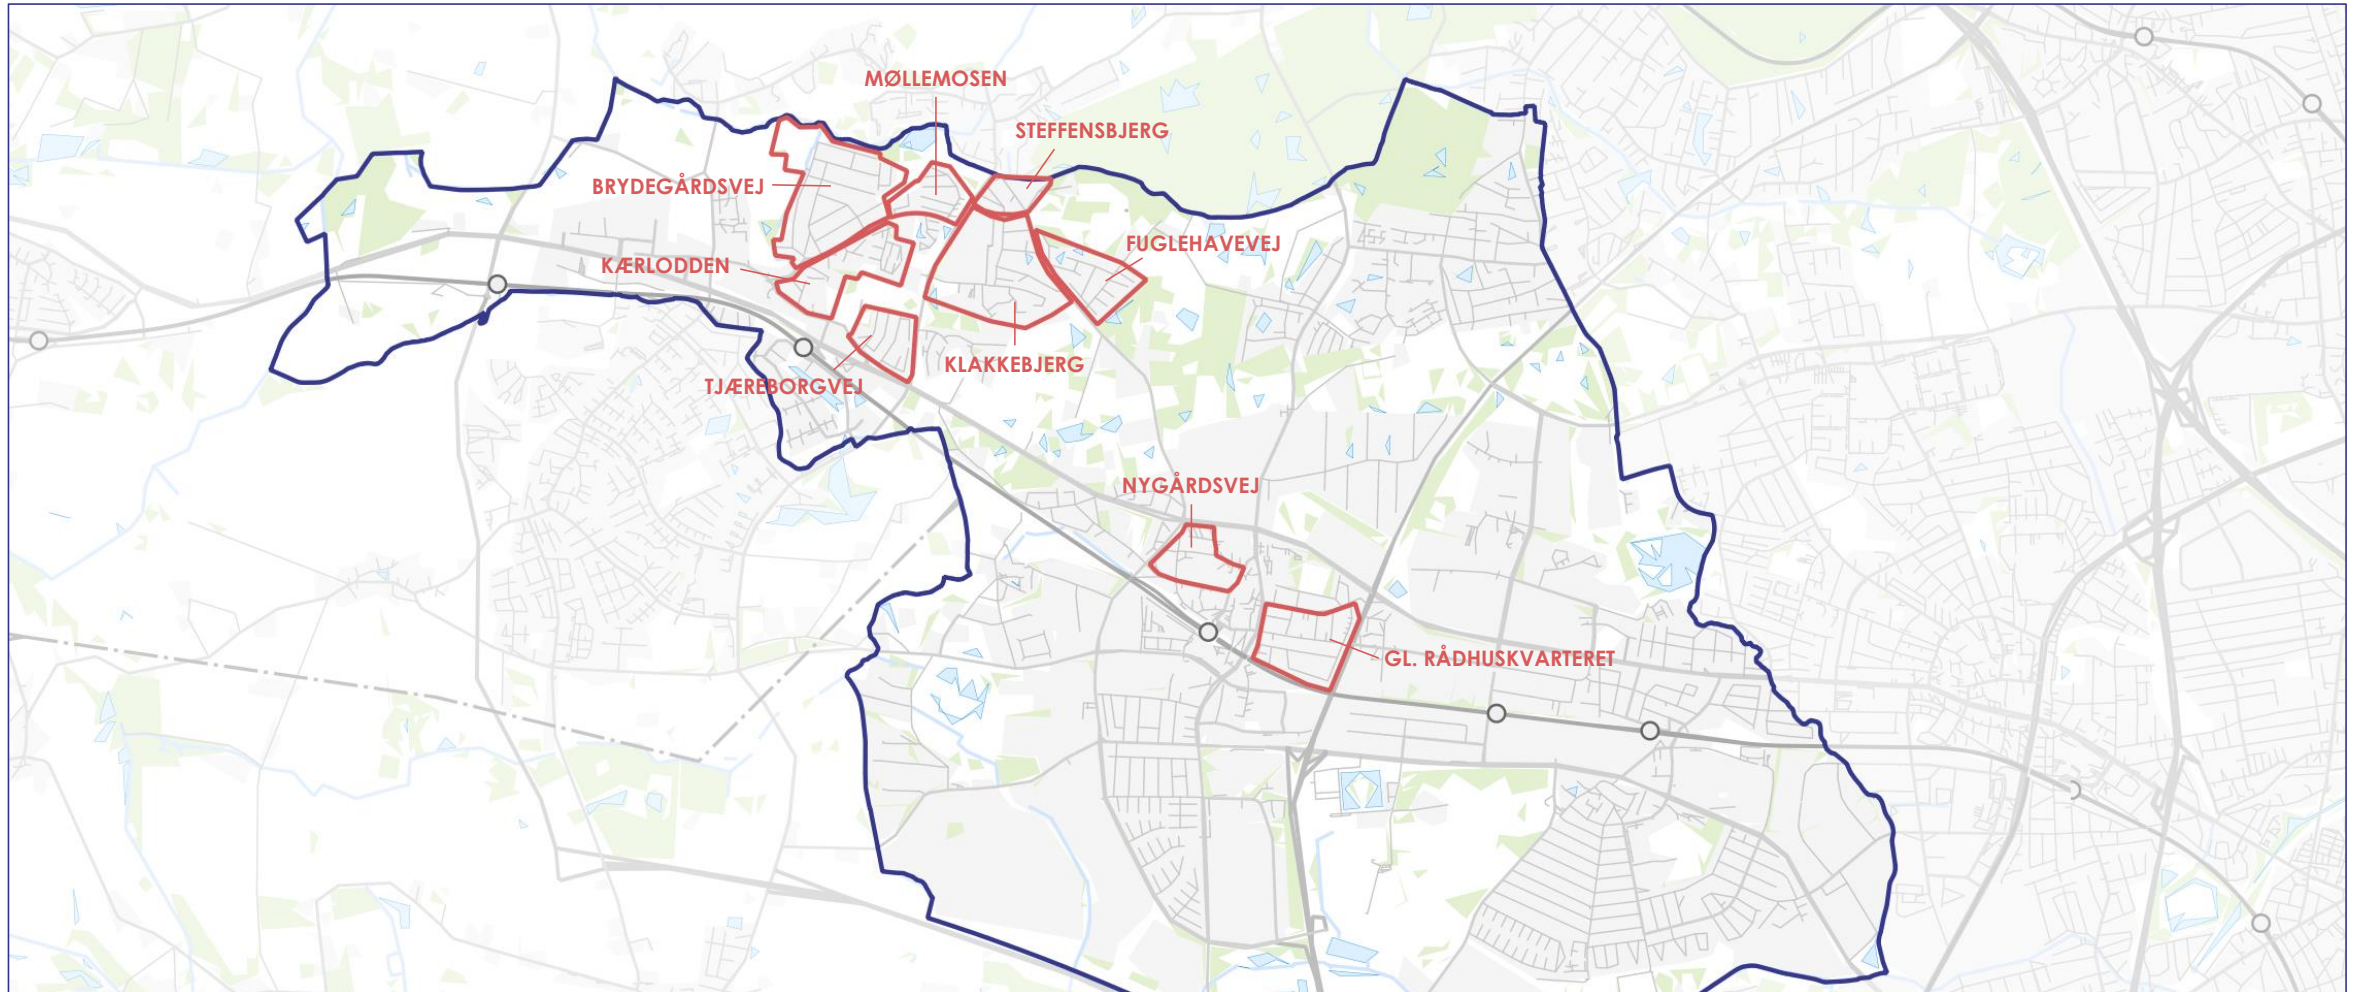 MØLLEMOSEN
STEFFENSBJERG
BRYDEGÅRDSVEJ
FUGLEHAVEVEJ
KÆRLODDEN
KLAKKEBJERG
TJÆREBORGVEJ
NYGÅRDSVEJ
GL. RÅDHUSKVARTERET